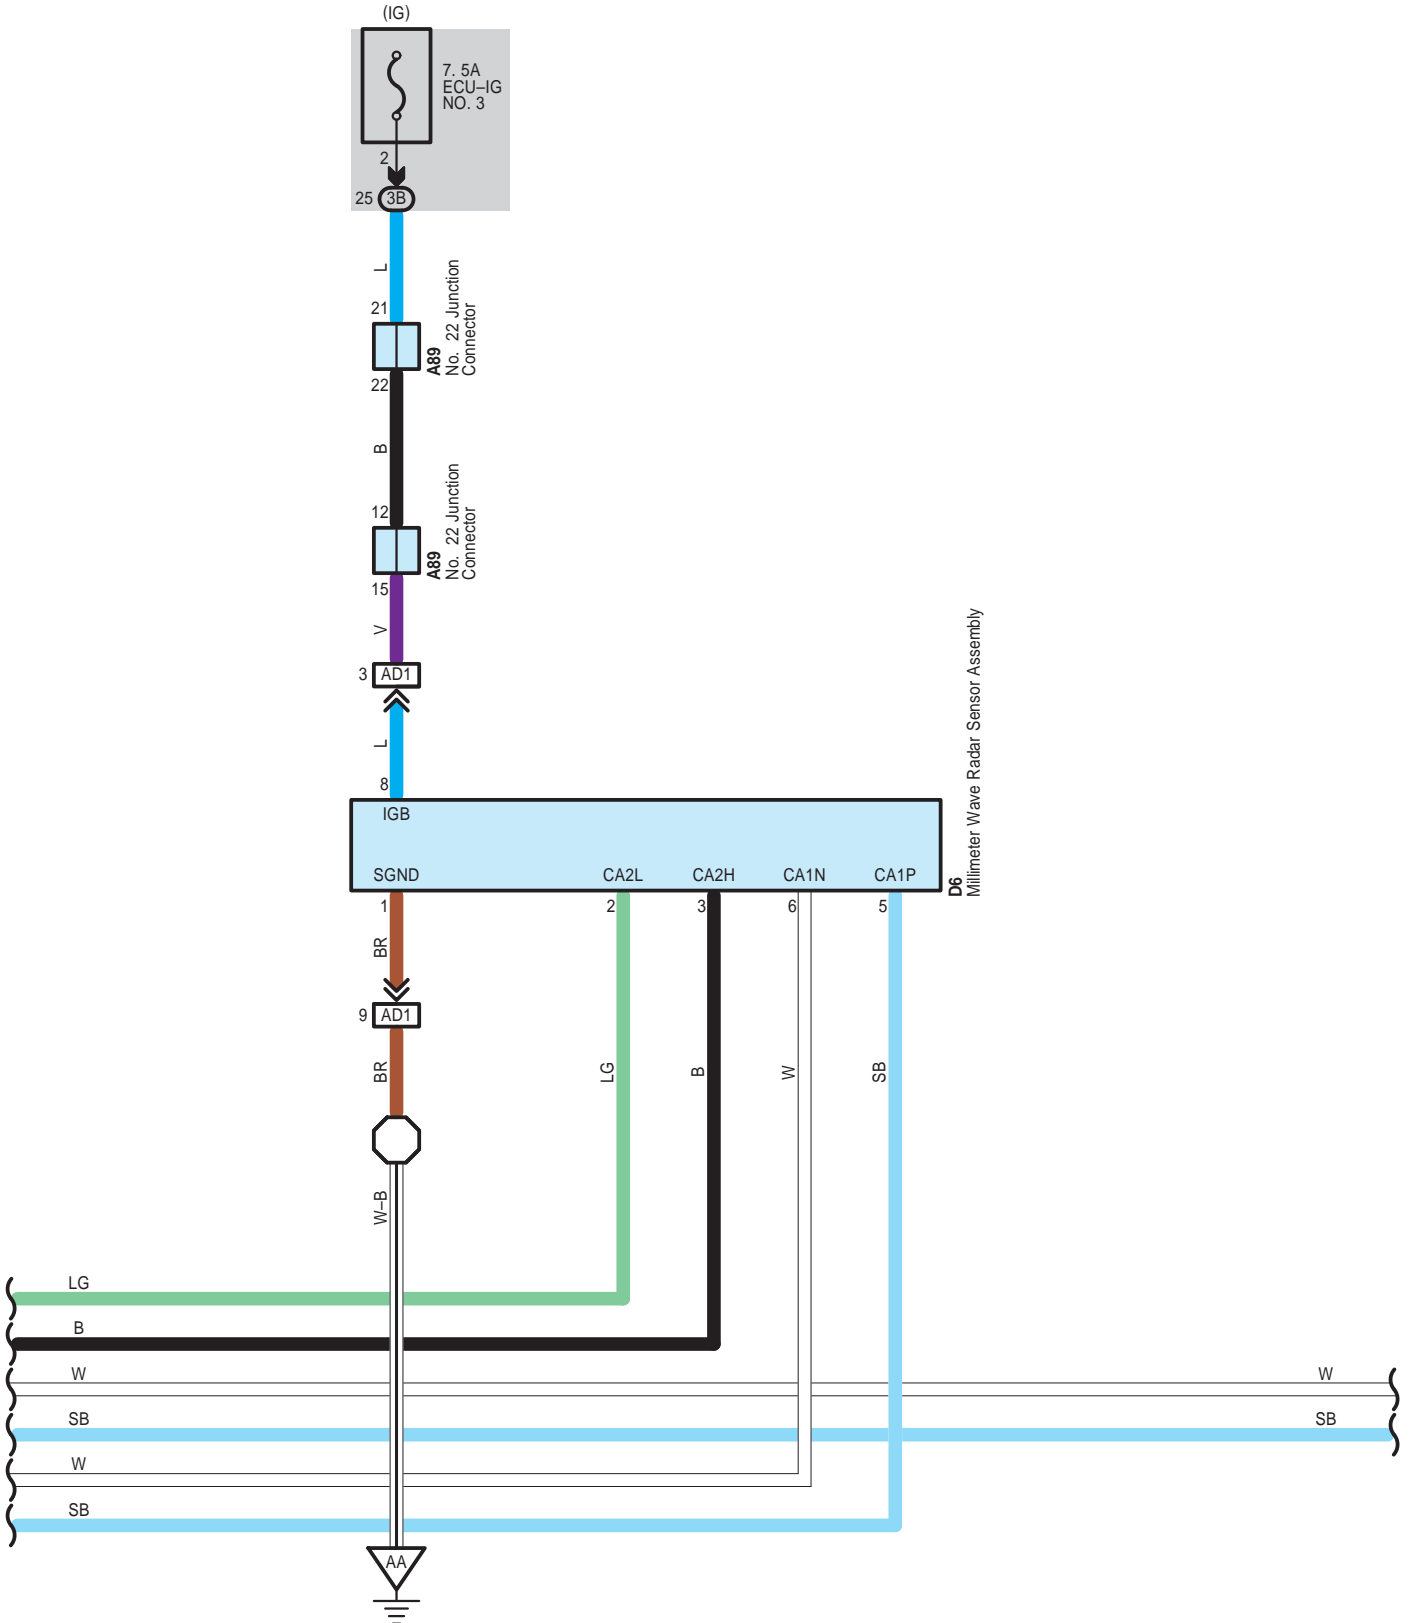 (IG)
7. 5A
ECU–IG
NO. 3
2
25
3B
L
21
A89
No. 22 Junction
Connector
22
B
12
A89
No. 22 Junction
Connector
15
V
3
AD1
L
8
IGB
D6
Millimeter Wave Radar Sensor Assembly
SGND
CA2L
CA2H
CA1N
CA1P
1
2
3
6
5
BR
9
AD1
BR
LG
B
W
SB
W–B
LG
B
W
W
SB
SB
W
SB
AA